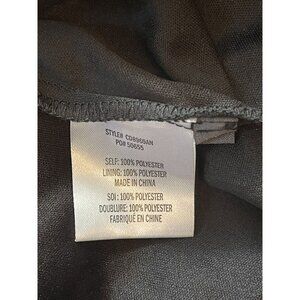 STYLE# CD8966AN
PO# 50655
SELF: 100% POLYESTER
LINING: 100% POLYESTER
MADE IN CHINA
SOI : 100% POLYESTER
DOUBLURE: 100% POLYESTER
FABRIQUÉ EN CHINE